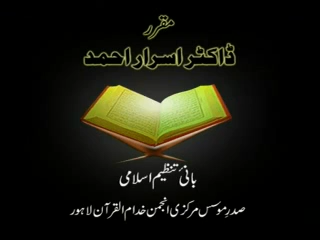 مقرر
ڈاکٹر اسرار احمد
بانیٔ تنظیم اسلامی
صدرِ موسس مرکزی انجمن خدام القرآن لاہور